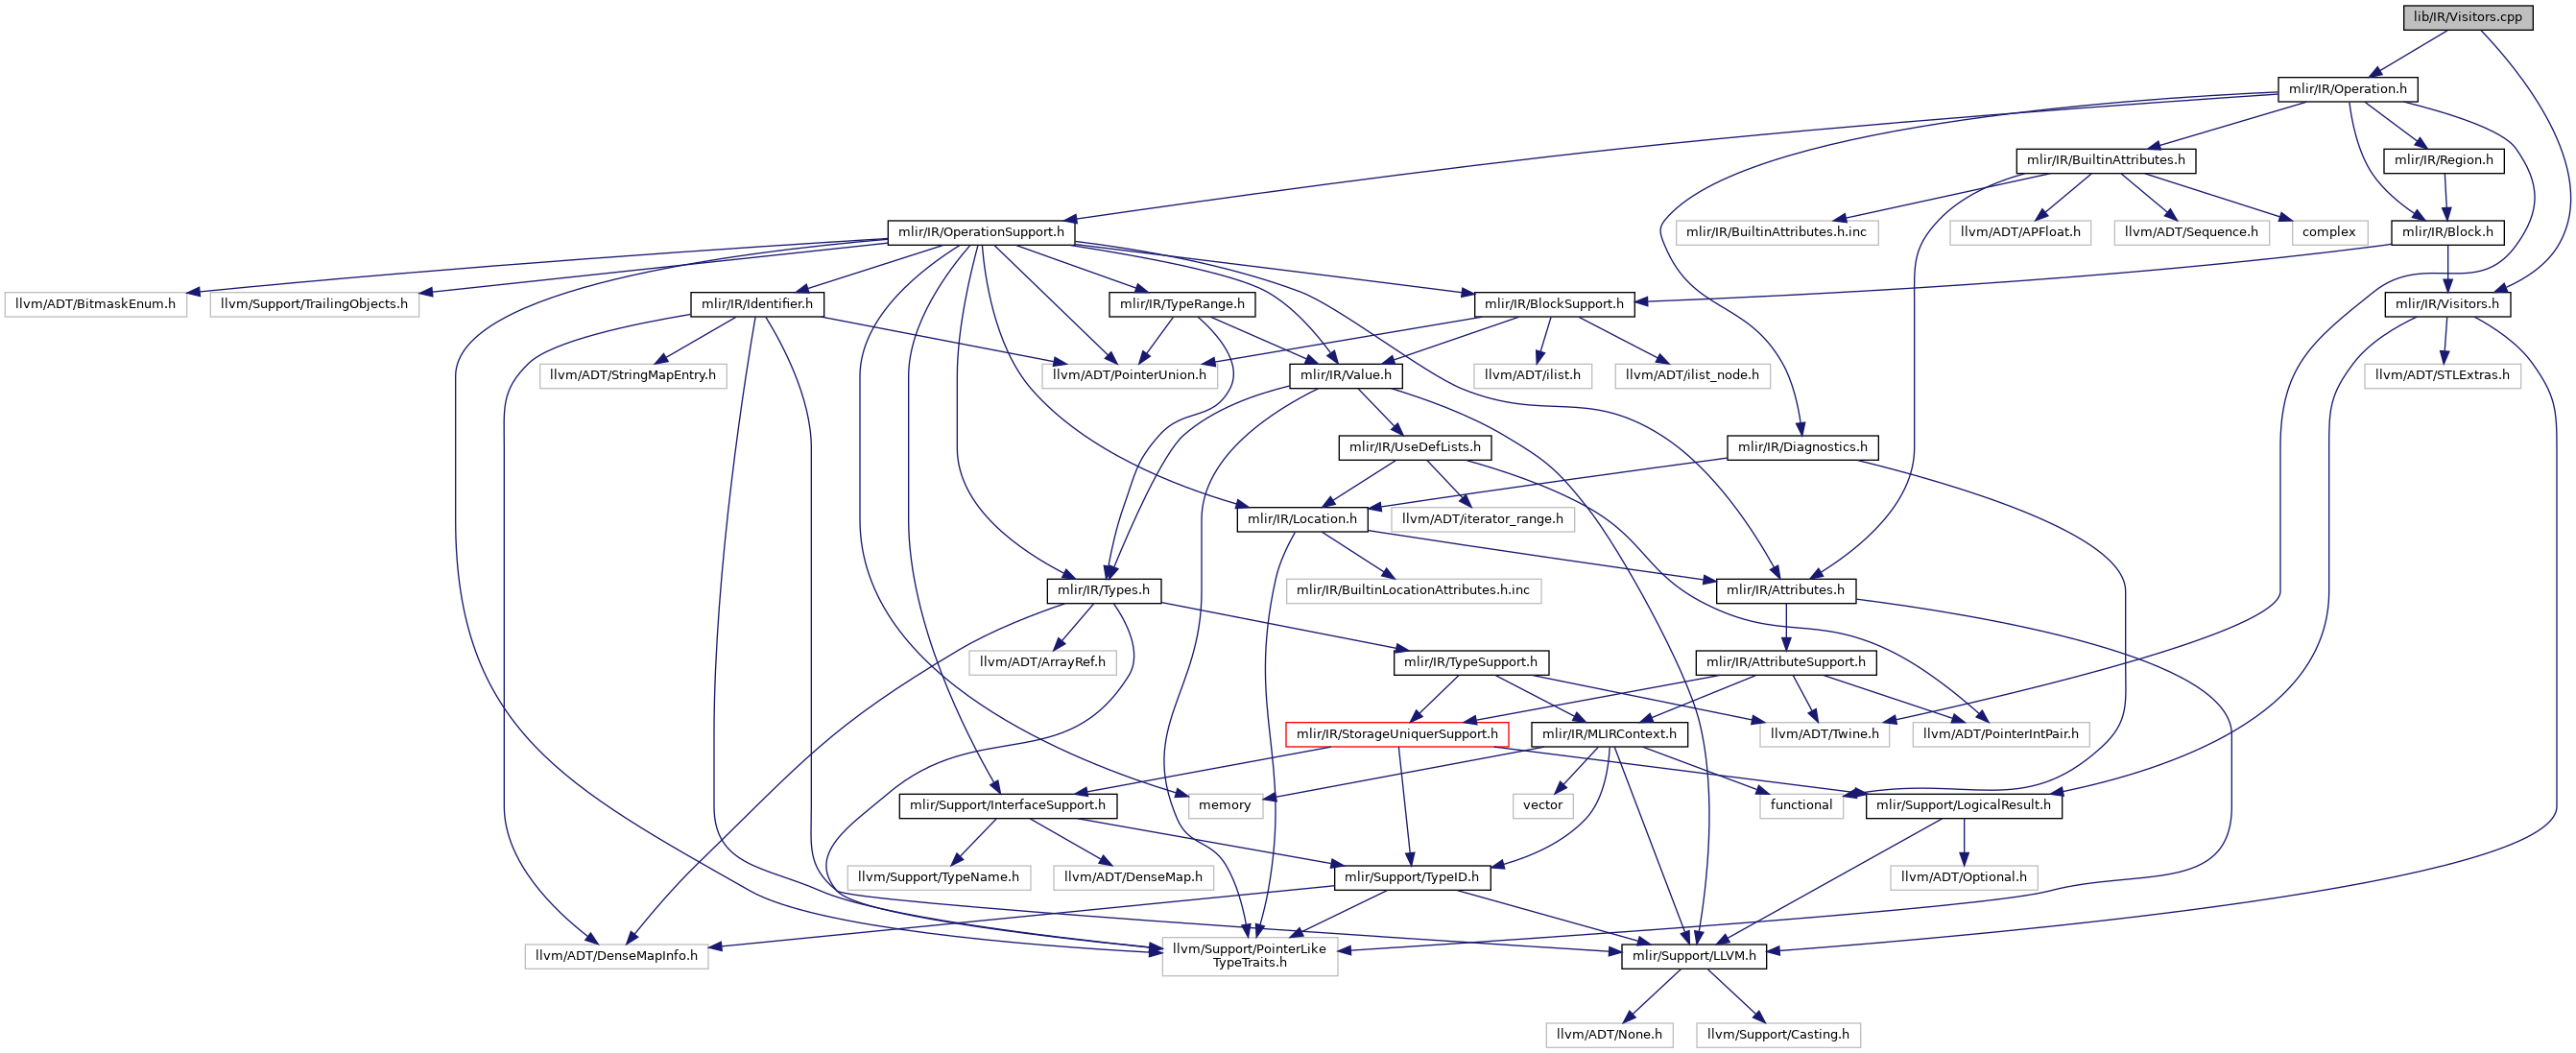 lib/IR/Visitors.cpp
mlir/IR/Operation.h
mlir/IR/BuiltinAttributes.h
mlir/IR/Region.h
mlir/IR/OperationSupport.h
mlir/IR/BuiltinAttributes.h.inc
llvm/ADT/APFloat.h
llvm/ADT/Sequence.h
complex
mlir/IR/Block.h
llvm/ADT/BitmaskEnum.h
llvm/Support/TrailingObjects.h
mlir/IR/Identifier.h
mlir/IR/TypeRange.h
mlir/IR/BlockSupport.h
mlir/IR/Visitors.h
llvm/ADT/StringMapEntry.h
llvm/ADT/PointerUnion.h
mlir/IR/Value.h
llvm/ADT/ilist.h
llvm/ADT/ilist_node.h
llvm/ADT/STLExtras.h
mlir/IR/UseDefLists.h
mlir/IR/Diagnostics.h
mlir/IR/Location.h
llvm/ADT/iterator_range.h
mlir/IR/Types.h
mlir/IR/BuiltinLocationAttributes.h.inc
mlir/IR/Attributes.h
llvm/ADT/ArrayRef.h
mlir/IR/TypeSupport.h
mlir/IR/AttributeSupport.h
mlir/IR/StorageUniquerSupport.h
mlir/IR/MLIRContext.h
llvm/ADT/Twine.h
llvm/ADT/PointerIntPair.h
mlir/Support/InterfaceSupport.h
memory
vector
functional
mlir/Support/LogicalResult.h
llvm/Support/TypeName.h
llvm/ADT/DenseMap.h
mlir/Support/TypeID.h
llvm/ADT/Optional.h
llvm/ADT/DenseMapInfo.h
llvm/Support/PointerLike
TypeTraits.h
mlir/Support/LLVM.h
llvm/ADT/None.h
llvm/Support/Casting.h